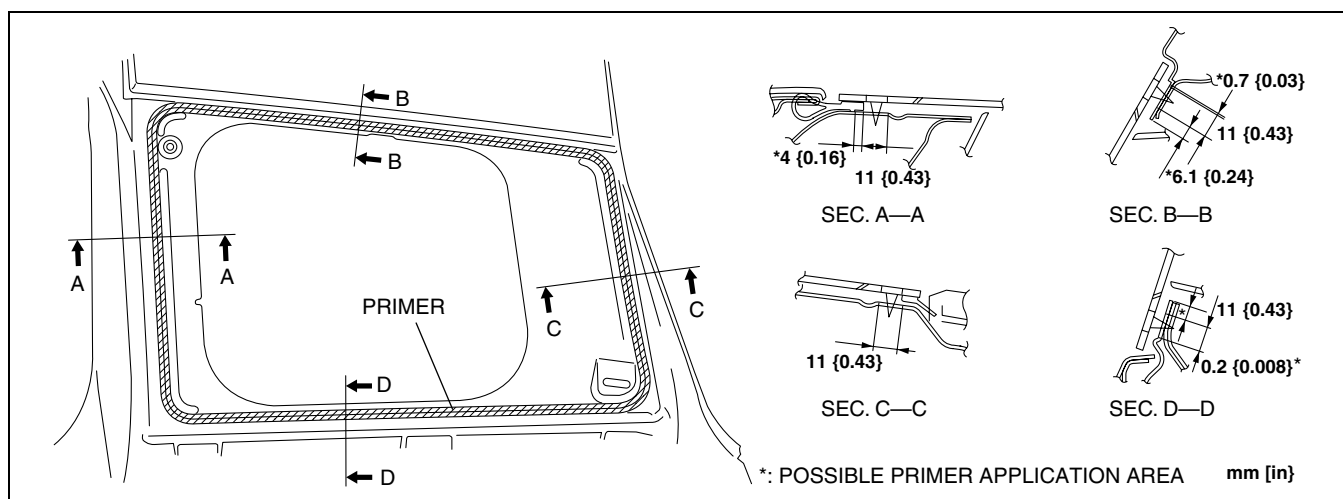 B
B
A
A
C
C
PRIMER
D
D
*4 {0.16}
11 {0.43}
SEC. A—A
*0.7 {0.03}
11 {0.43}
*6.1 {0.24}
SEC. B—B
11 {0.43}
SEC. C—C
*
11 {0.43}
0.2 {0.008}*
SEC. D—D
*: POSSIBLE PRIMER APPLICATION AREA
mm [in}